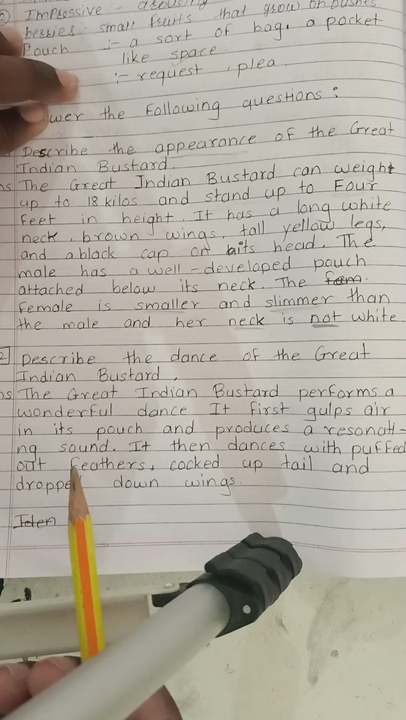 Impressive - arousing
berries: small fruits that grow on bushes
Pouch :- a sort of bag, a pocket
like space.
:- request, plea.
wer the following questions:
Describe the appearance of the Great
Indian Bustard.
ns The Great Indian Bustard can weight
up to 18 kilos and stand up to Four
feet in height. It has a long white
neck, brown wings, tall yellow legs,
and a black cap on its head. The
male has a well-developed pouch
attached below its neck. The fem
female is smaller and slimmer than
the male and her neck is not white
2 Describe the dance of the Great
Indian Bustard.
ns The Great Indian Bustard performs a
wonderful dance It first gulps air
in its pouch and produces a resonati-
ng sound. It then dances with puffed
out feathers, cocked up tail and
droppe down wings.
Iden